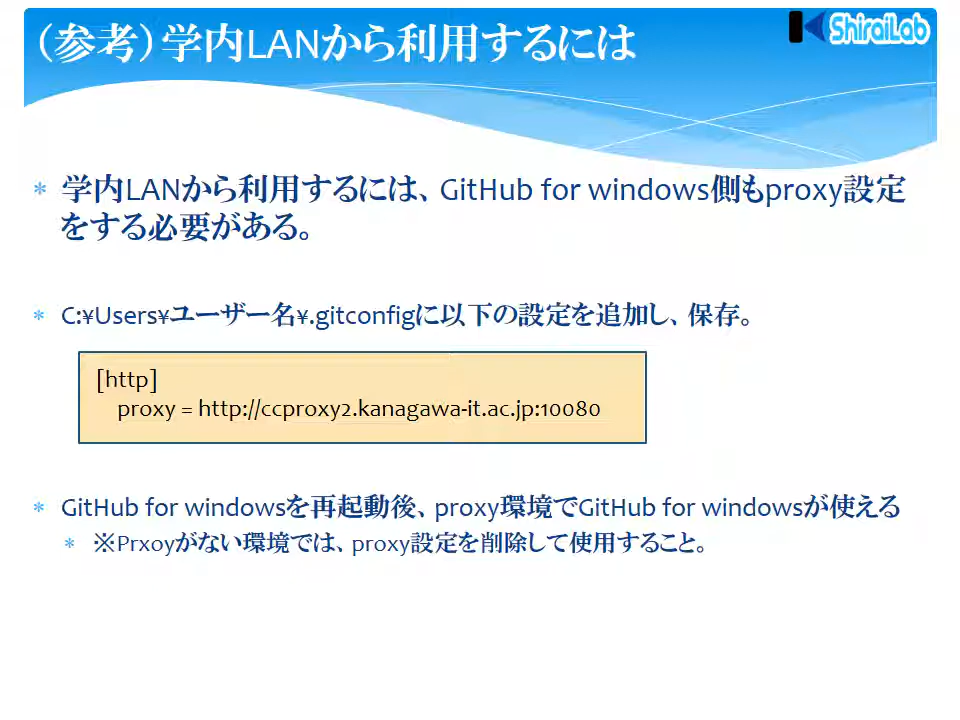 （参考）学内LANから利用するには
ShiraiLab
* 学内LANから利用するには、GitHub for windows側もproxy設定
をする必要がある。
* C:¥Users¥ユーザー名¥.gitconfigに以下の設定を追加し、保存。
[http]
proxy = http://ccproxy2.kanagawa-it.ac.jp:10080
* GitHub for windowsを再起動後、proxy環境でGitHub for windowsが使える
* ※Prxoyがない環境では、proxy設定を削除して使用すること。